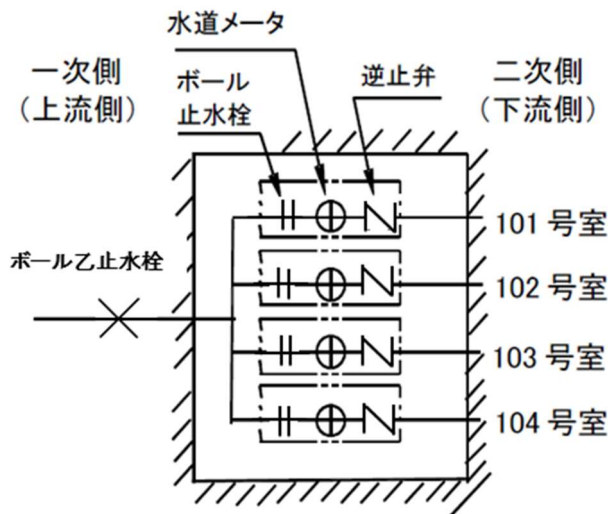 水道メータ
一次側
(上流側)
ボール
止水栓
逆止弁
二次側
(下流側)
101 号室
ボール乙止水栓
102 号室
103 号室
104 号室